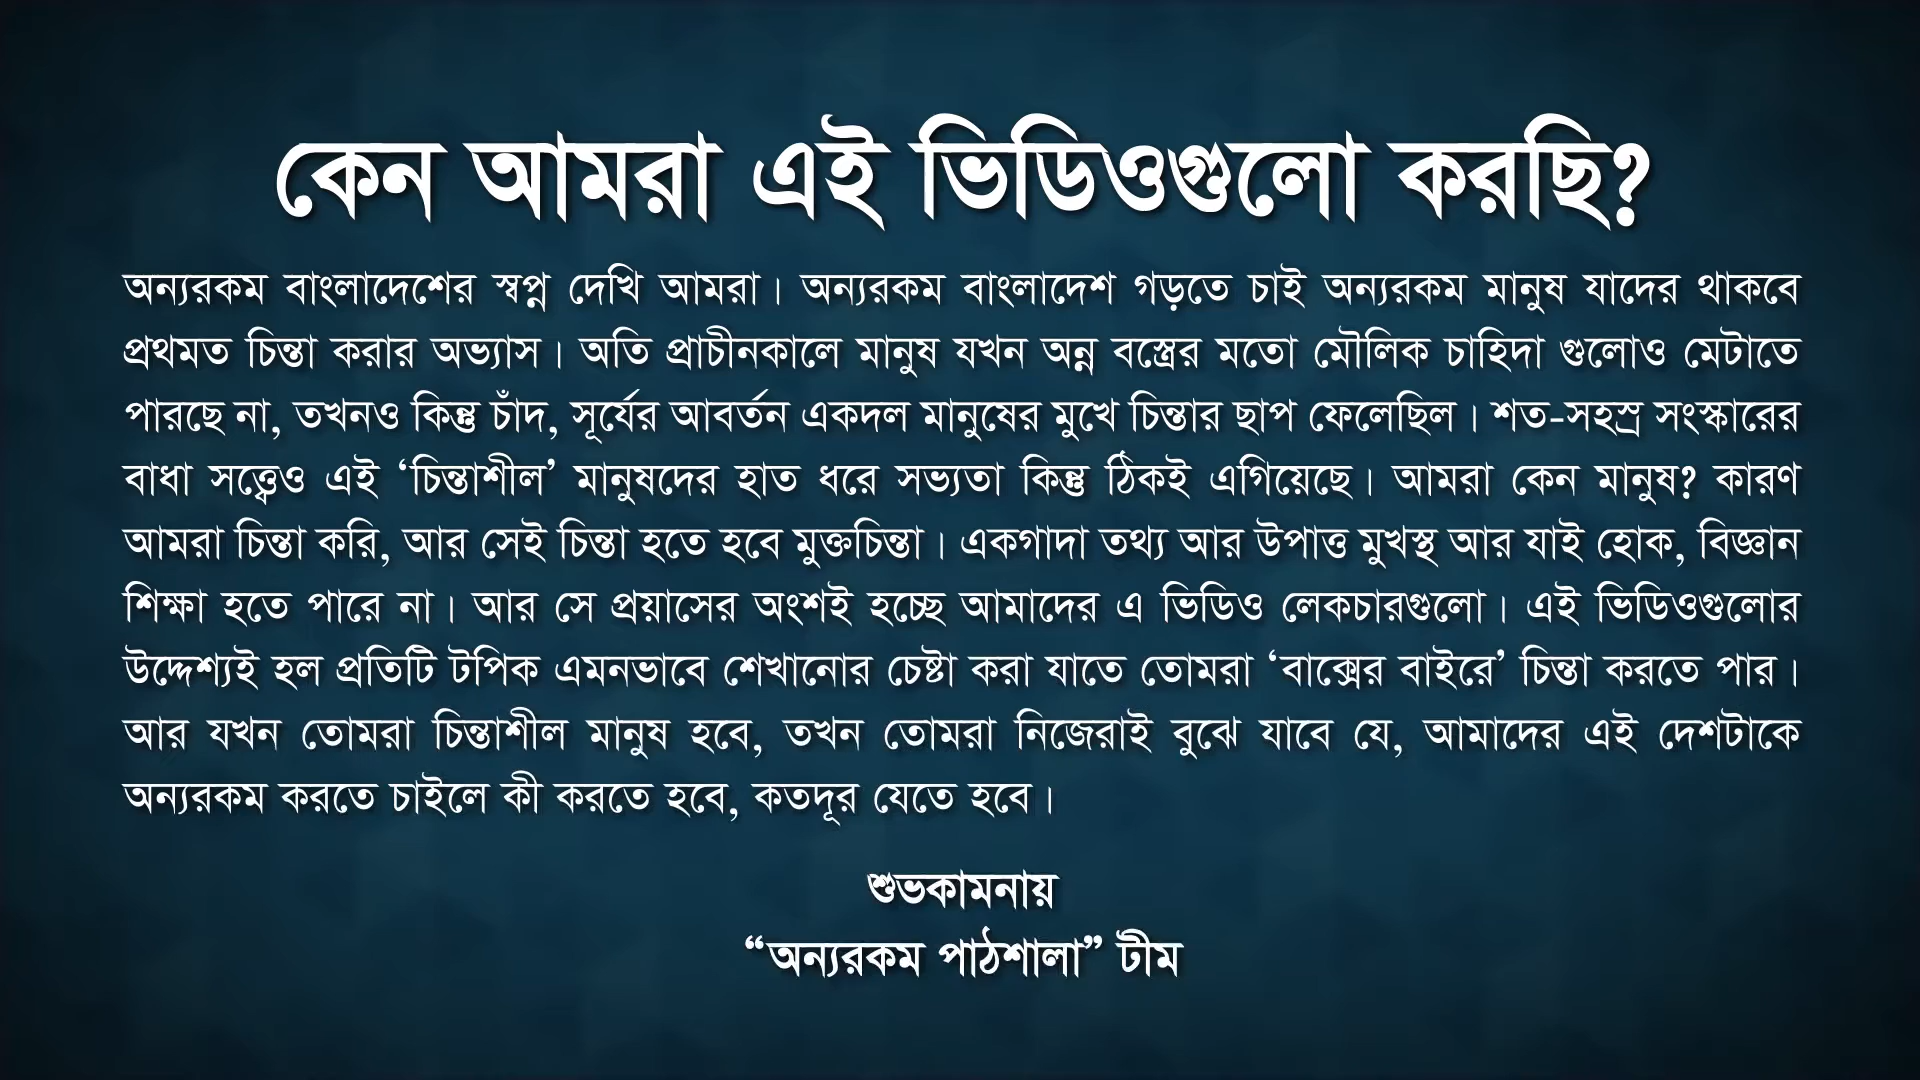 কেন আমরা এই ভিডিওগুলো করছি?
অন্যরকম বাংলাদেশের স্বপ্ন দেখি আমরা। অন্যরকম বাংলাদেশ গড়তে চাই অন্যরকম মানুষ যাদের থাকবে
প্রথমত চিন্তা করার অভ্যাস। অতি প্রাচীনকালে মানুষ যখন অন্ন বস্ত্রের মতো মৌলিক চাহিদা গুলোও মেটাতে
পারছে না, তখনও কিন্তু চাঁদ, সূর্যের আবর্তন একদল মানুষের মুখে চিন্তার ছাপ ফেলেছিল। শত-সহস্র সংস্কারের
বাধা সত্ত্বেও এই ‘চিন্তাশীল’ মানুষদের হাত ধরে সভ্যতা কিন্তু ঠিকই এগিয়েছে। আমরা কেন মানুষ? কারণ
আমরা চিন্তা করি, আর সেই চিন্তা হতে হবে মুক্তচিন্তা। একগাদা তথ্য আর উপাত্ত মুখস্থ আর যাই হোক, বিজ্ঞান
শিক্ষা হতে পারে না। আর সে প্রয়াসের অংশই হচ্ছে আমাদের এ ভিডিও লেকচারগুলো। এই ভিডিওগুলোর
উদ্দেশ্যই হল প্রতিটি টপিক এমনভাবে শেখানোর চেষ্টা করা যাতে তোমরা ‘বাক্সের বাইরে’ চিন্তা করতে পার।
আর যখন তোমরা চিন্তাশীল মানুষ হবে, তখন তোমরা নিজেরাই বুঝে যাবে যে, আমাদের এই দেশটাকে
অন্যরকম করতে চাইলে কী করতে হবে, কতদূর যেতে হবে।
শুভকামনায়
“অন্যরকম পাঠশালা” টীম